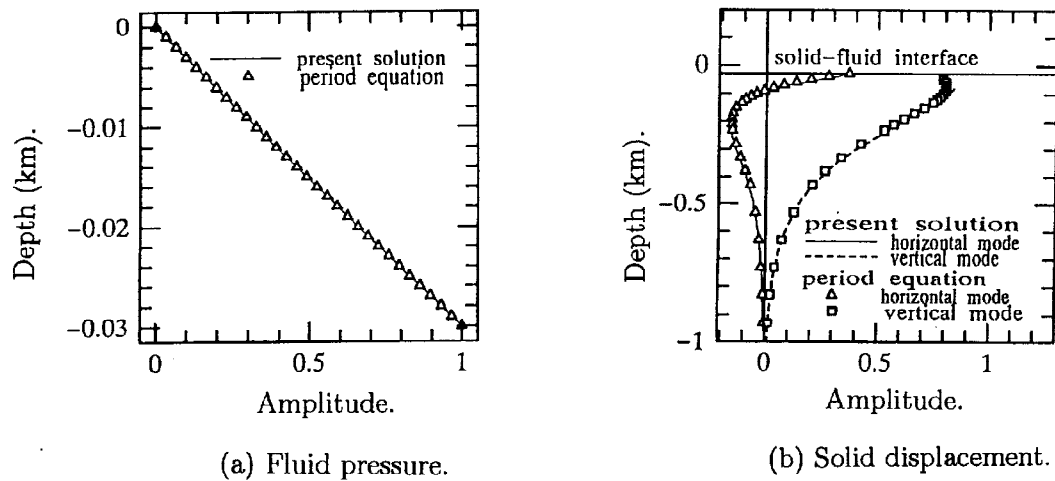 0
-0.01
-0.02
-0.03
Depth (km).
present solution
period equation
0
0.5
1
Amplitude.
(a) Fluid pressure.
0
-0.5
-1
Depth (km).
solid-fluid interface
present solution
horizontal mode
vertical mode
period equation
horizontal mode
vertical mode
0
0.5
1
Amplitude.
(b) Solid displacement.